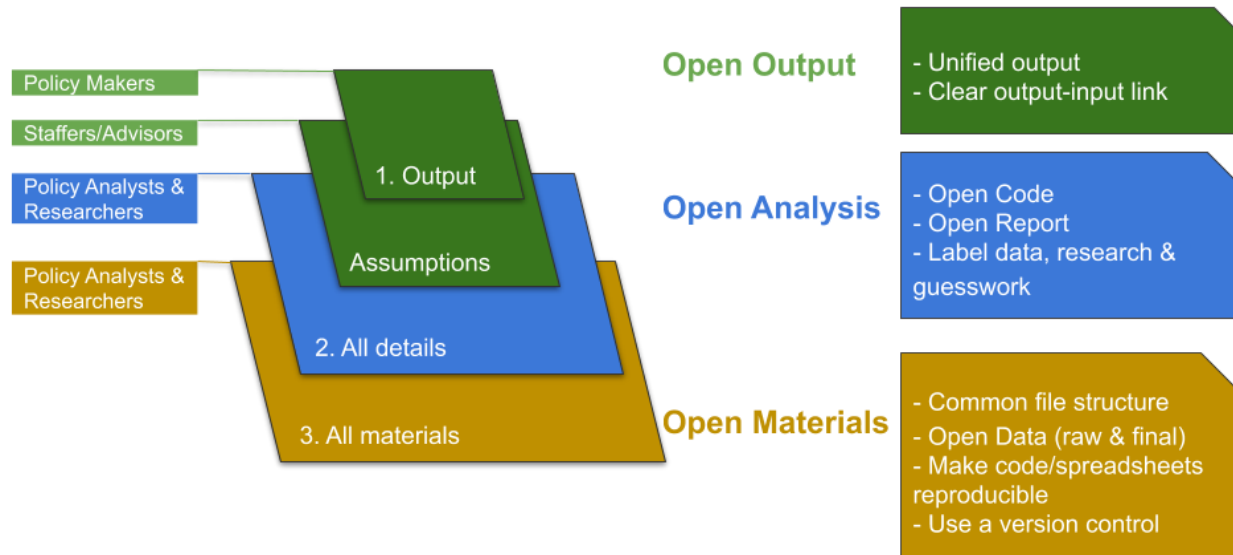 Policy Makers
Staffers/Advisors
Policy Analysts &
Researchers
Policy Analysts &
Researchers
1. Output
Assumptions
2. All details
3. All materials
Open Output
- Unified output
- Clear output-input link
Open Analysis
- Open Code
- Open Report
- Label data, research &
guesswork
Open Materials
- Common file structure
- Open Data (raw & final)
- Make code/spreadsheets
reproducible
- Use a version control